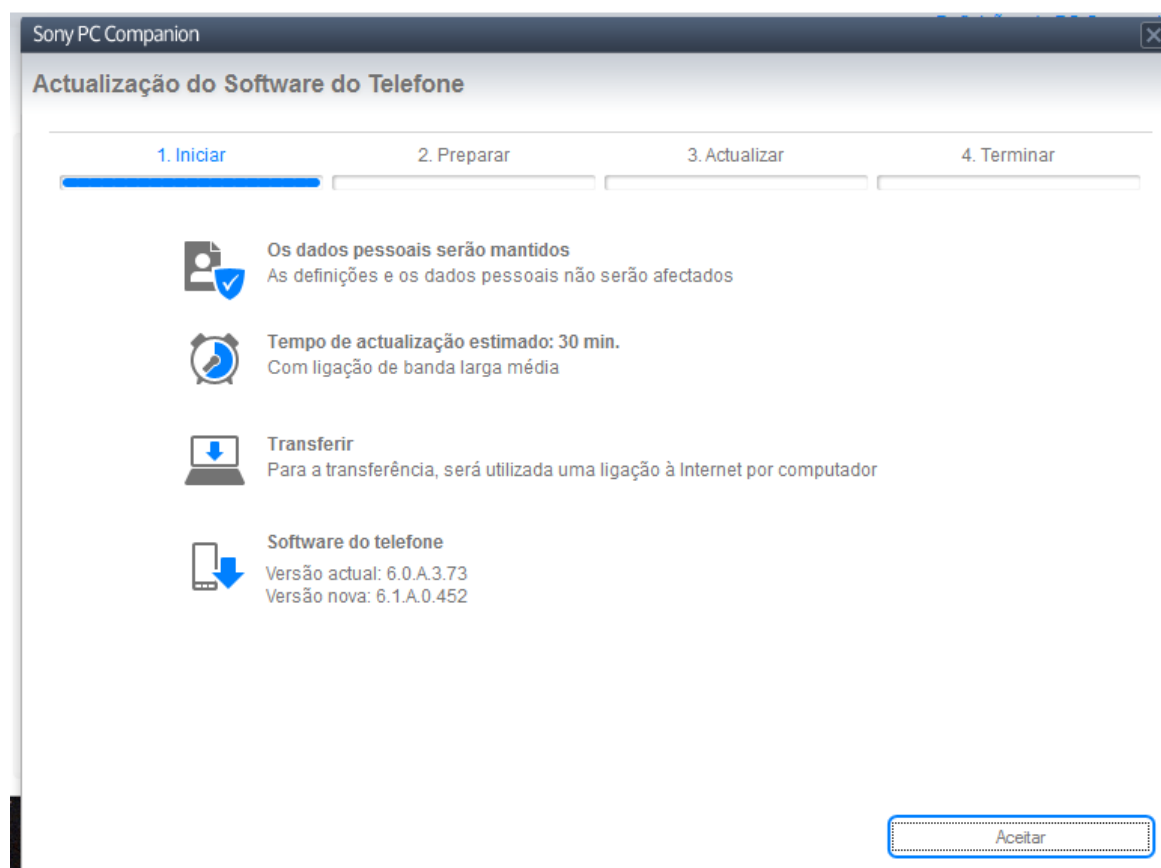 Sony PC Companion
Actualização do Software do Telefone
1. Iniciar
2. Preparar
3. Actualizar
4. Terminar
Os dados pessoais serão mantidos
As definições e os dados pessoais não serão afectados
Tempo de actualização estimado: 30 min.
Com ligação de banda larga média
Transferir
Para a transferência, será utilizada uma ligação à Internet por computador
Software do telefone
Versão actual: 6.0.A.3.73
Versão nova: 6.1.A.0.452
Aceitar